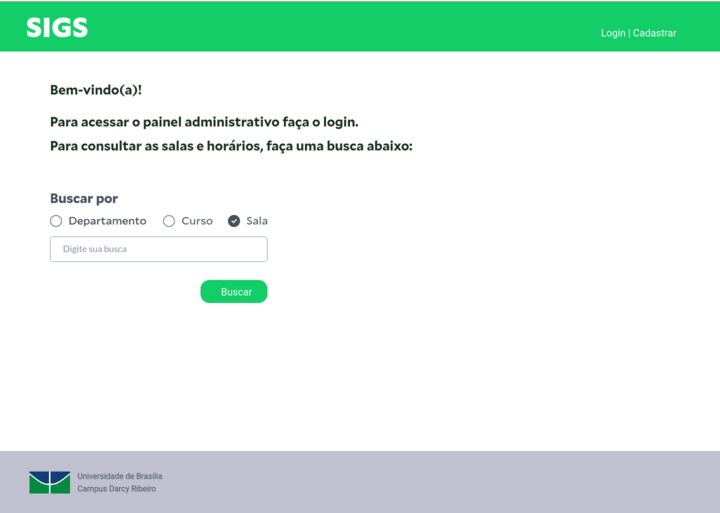 SIGS
Login | Cadastrar
Bem-vindo(a)!
Para acessar o painel administrativo faça o login.
Para consultar as salas e horários, faça uma busca abaixo:
Buscar por
Departamento Curso Sala
Digite sua busca
Buscar
Universidade de Brasília
Campus Darcy Ribeiro